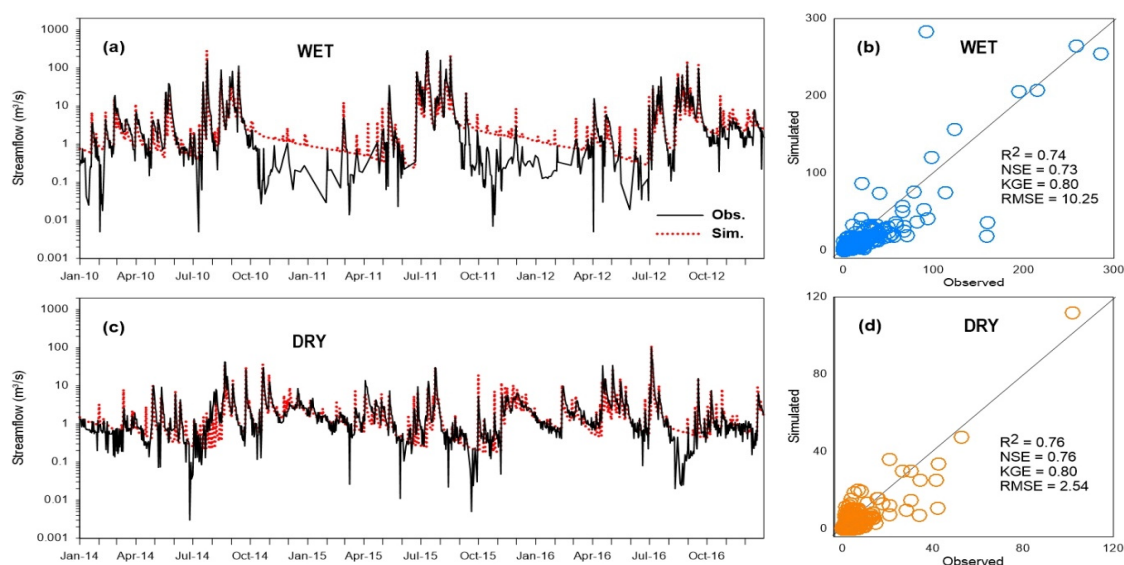 (a)
WET
Streamflow (m³/s)
1000
100
10
1
0.1
0.01
0.001
Obs.
Sim.
Jan-10 Apr-10 Jul-10 Oct-10 Jan-11 Apr-11 Jul-11 Oct-11 Jan-12 Apr-12 Jul-12 Oct-12
(b)
WET
Simulated
300
200
100
0
R² = 0.74
NSE = 0.73
KGE = 0.80
RMSE = 10.25
0 100 200 300
Observed
(c)
DRY
Streamflow (m³/s)
1000
100
10
1
0.1
0.01
0.001
Jan-14 Apr-14 Jul-14 Oct-14 Jan-15 Apr-15 Jul-15 Oct-15 Jan-16 Apr-16 Jul-16 Oct-16
(d)
DRY
Simulated
120
80
40
0
R² = 0.76
NSE = 0.76
KGE = 0.80
RMSE = 2.54
0 40 80 120
Observed